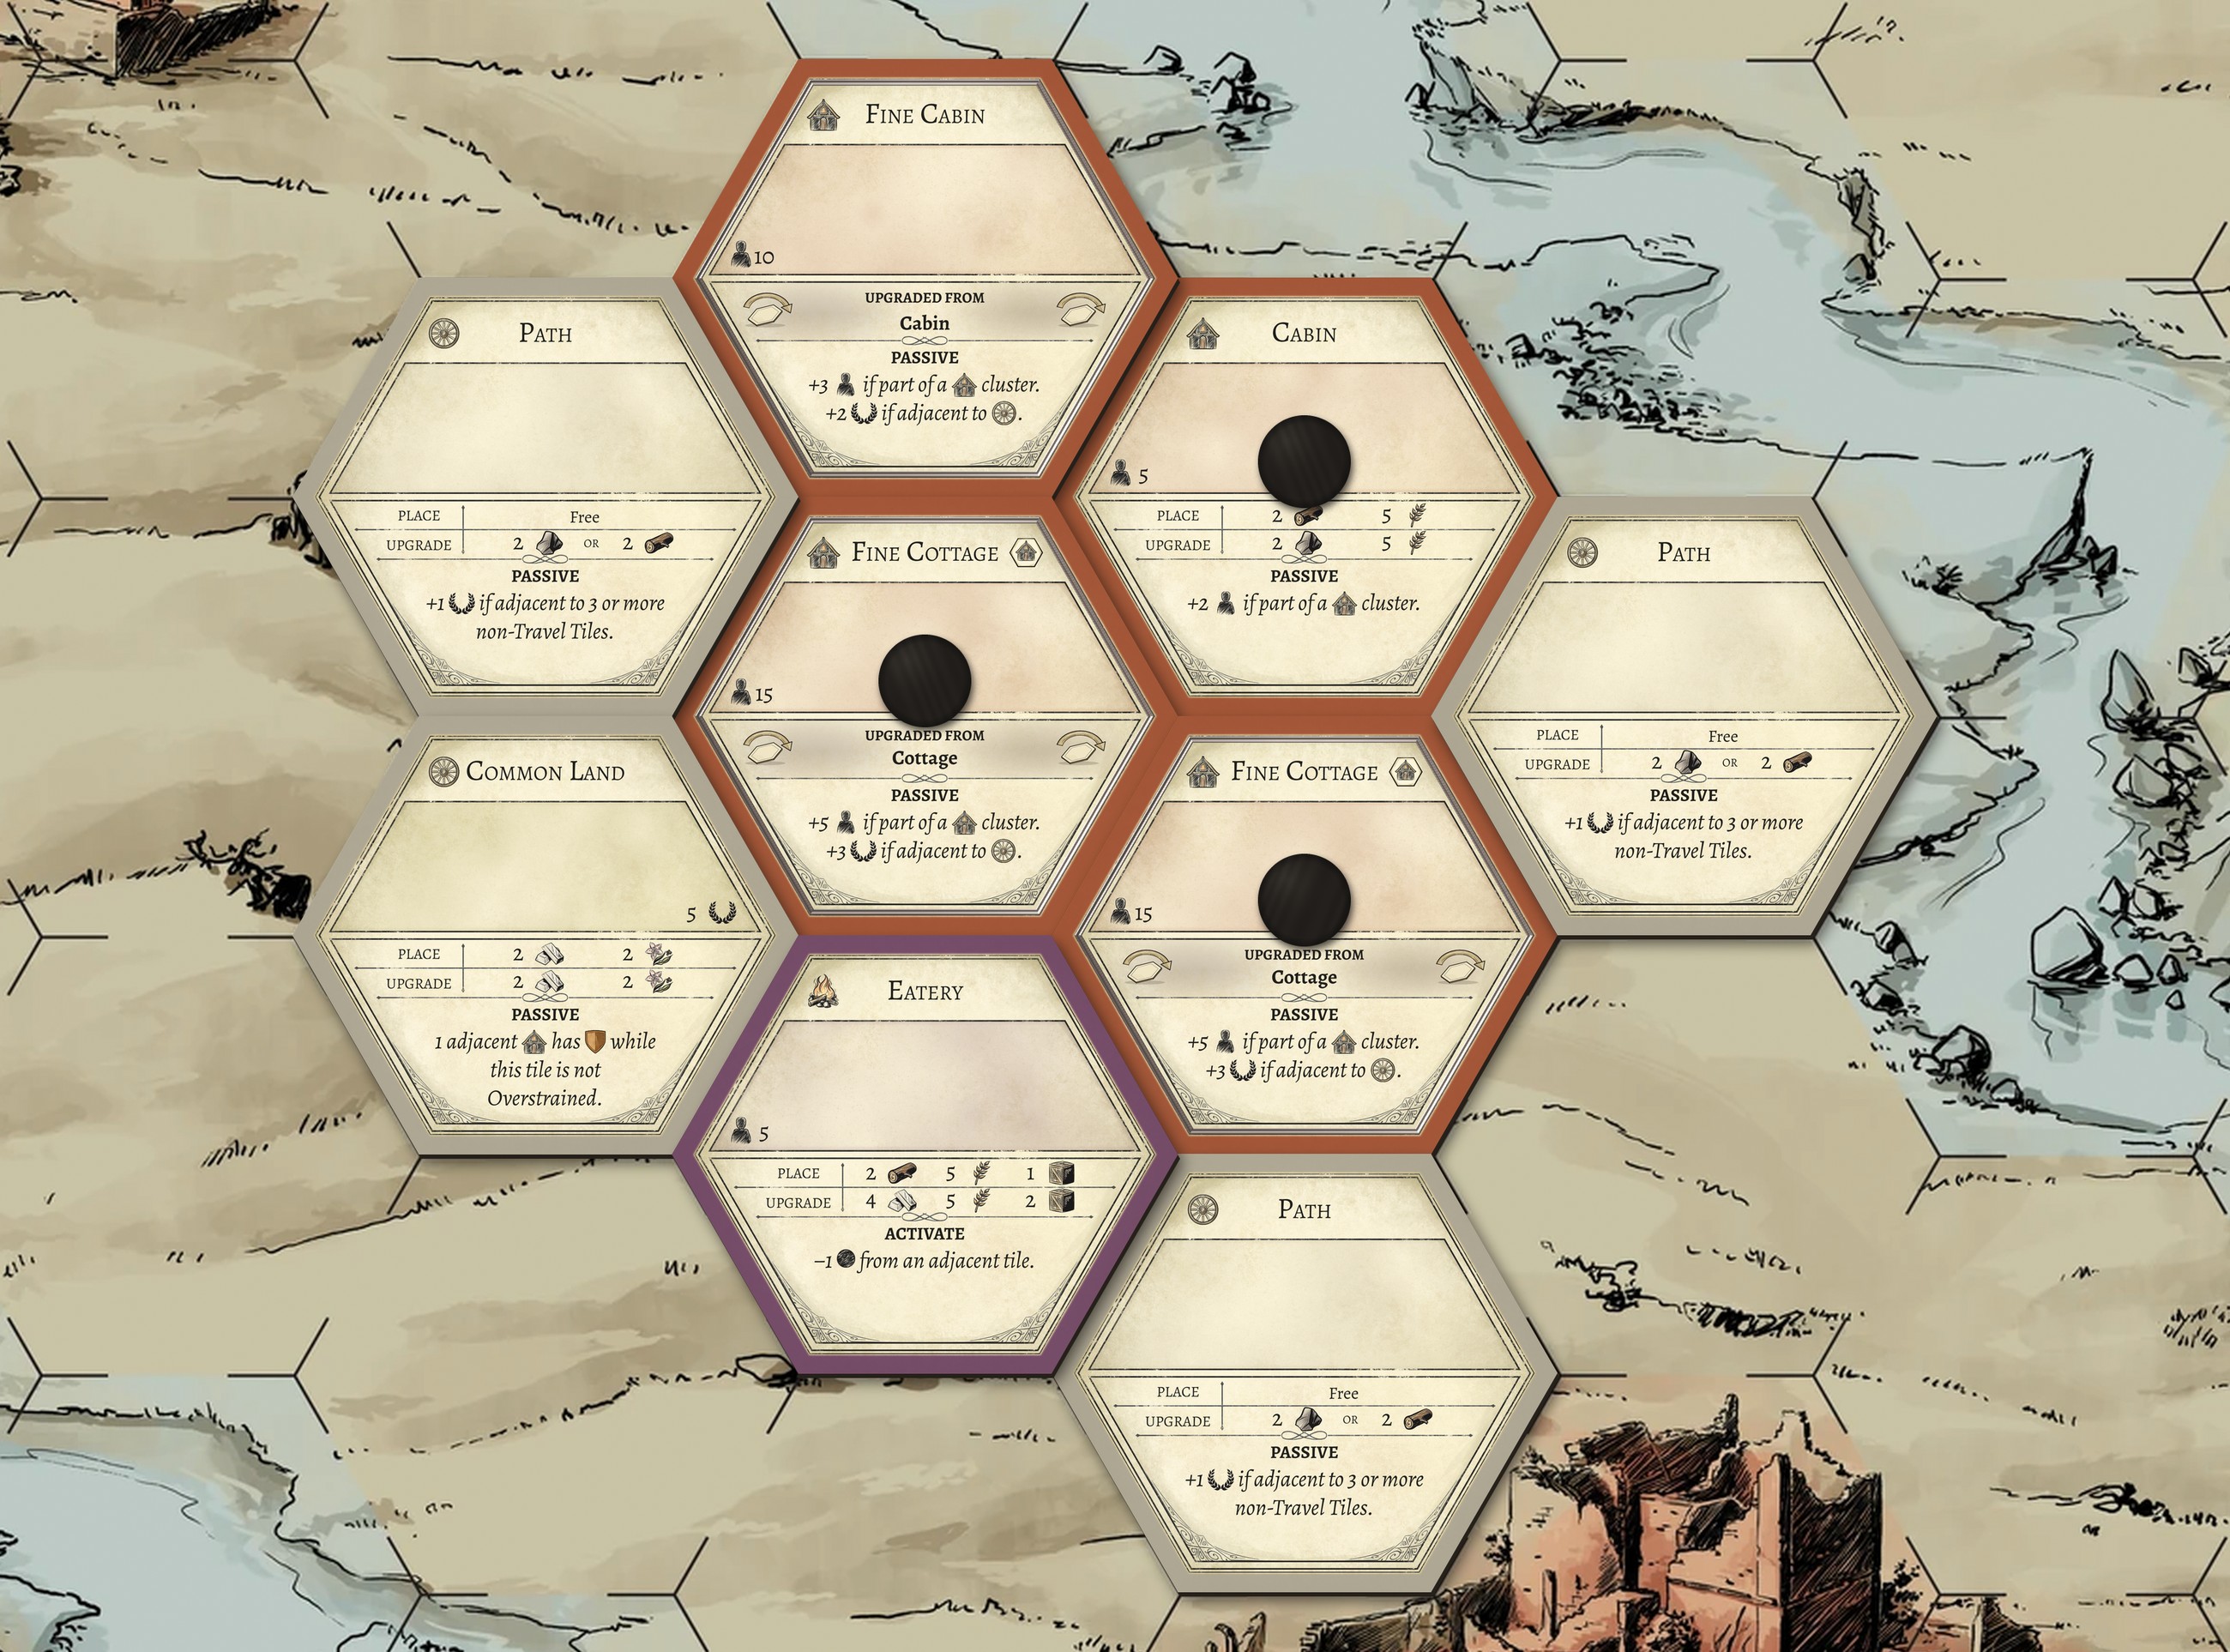 FINE CABIN
10
UPGRADED FROM
Cabin
PASSIVE
+3 if part of a cluster.
+2 if adjacent to .
PATH
PLACE Free
UPGRADE 2 OR 2
PASSIVE
+1 if adjacent to 3 or more
non-Travel Tiles.
CABIN
5
PLACE 2 5
UPGRADE 2 5
PASSIVE
+2 if part of a cluster.
FINE COTTAGE
15
UPGRADED FROM
Cottage
PASSIVE
+5 if part of a cluster.
+3 if adjacent to .
PATH
PLACE Free
UPGRADE 2 OR 2
PASSIVE
+1 if adjacent to 3 or more
non-Travel Tiles.
COMMON LAND
5
PLACE 2 2
UPGRADE 2 2
PASSIVE
1 adjacent has while
this tile is not
Overstrained.
FINE COTTAGE
15
UPGRADED FROM
Cottage
PASSIVE
+5 if part of a cluster.
+3 if adjacent to .
EATERY
5
PLACE 2 5 1
UPGRADE 4 5 2
ACTIVATE
−1 from an adjacent tile.
PATH
PLACE Free
UPGRADE 2 OR 2
PASSIVE
+1 if adjacent to 3 or more
non-Travel Tiles.